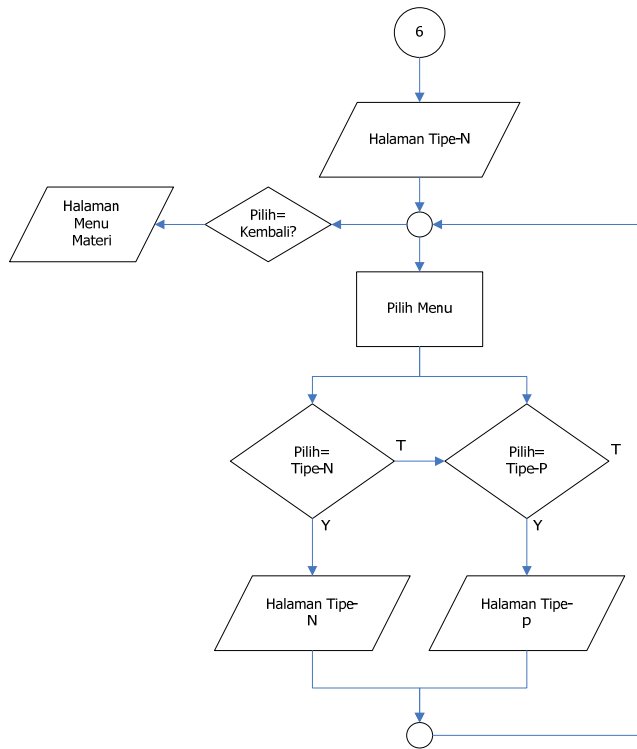 6
Halaman Tipe-N
Halaman
Menu
Materi
Pilih=
Kembali?
Pilih Menu
Pilih=
Tipe-N
T
Y
Pilih=
Tipe-P
T
Y
Halaman Tipe-
N
Halaman Tipe-
p